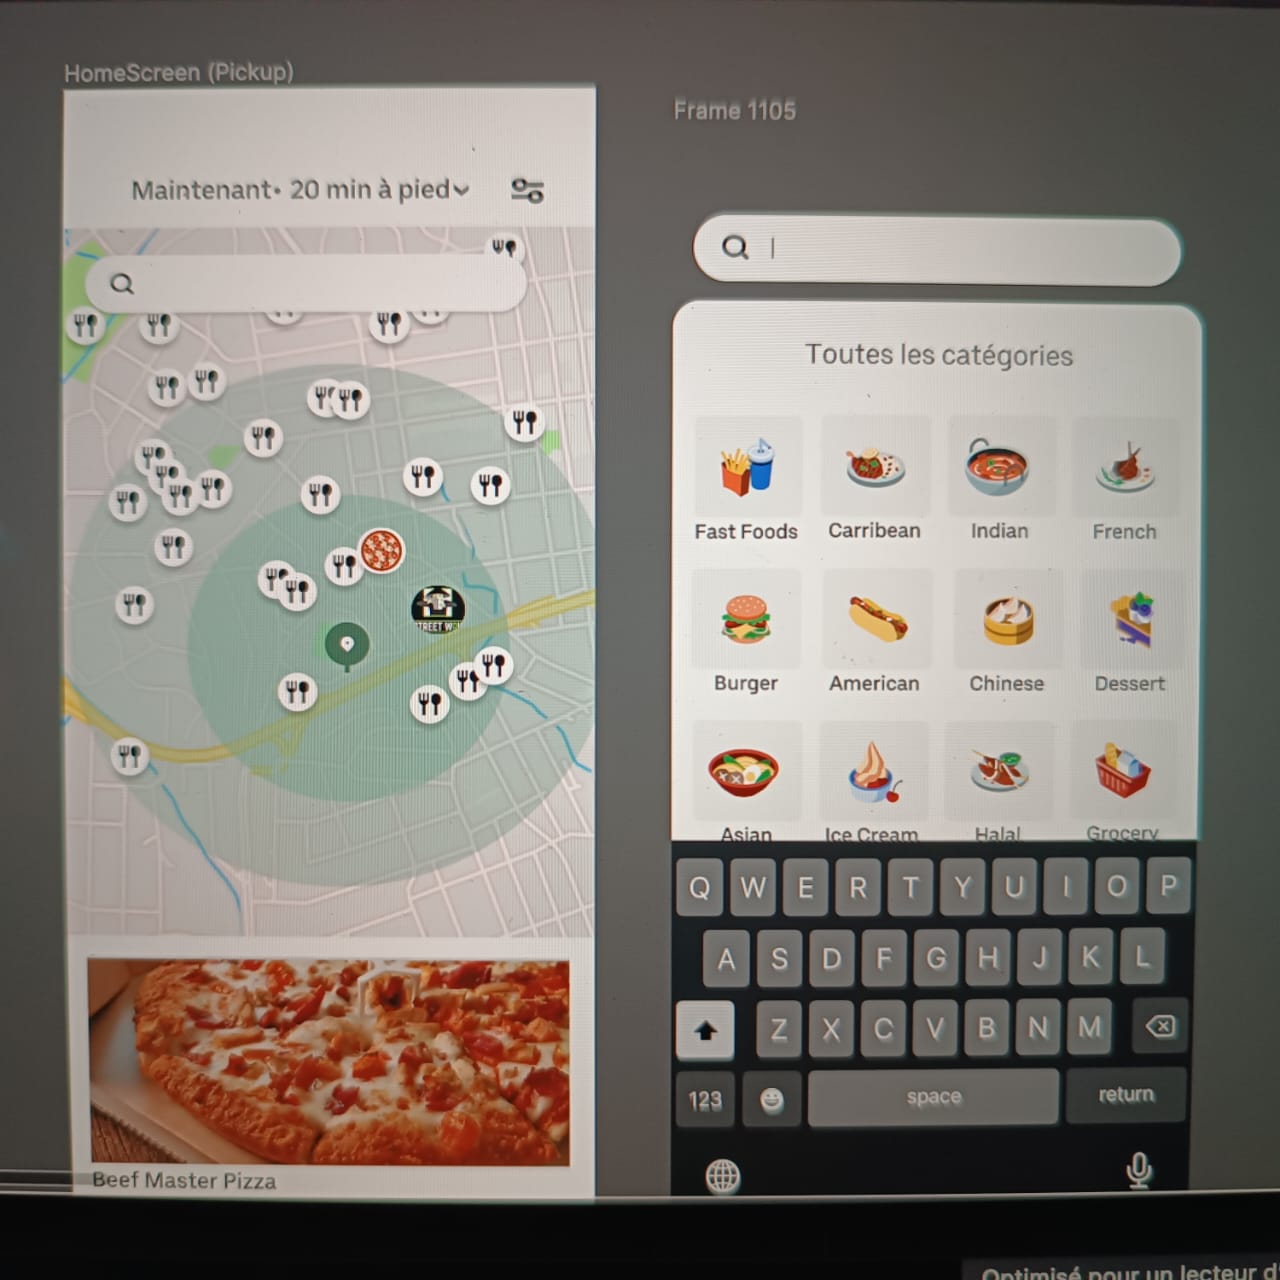 HomeScreen (Pickup)
Maintenant• 20 min à pied
TREET W
Beef Master Pizza
Frame 1105
Toutes les catégories
Fast Foods Carribean Indian French
Burger American Chinese Dessert
Asian Ice Cream Halal Grocery
Q W E R T Y U I O P
A S D F G H J K L
Z X C V B N M
123 space return
Optimisé pour un lecteur d